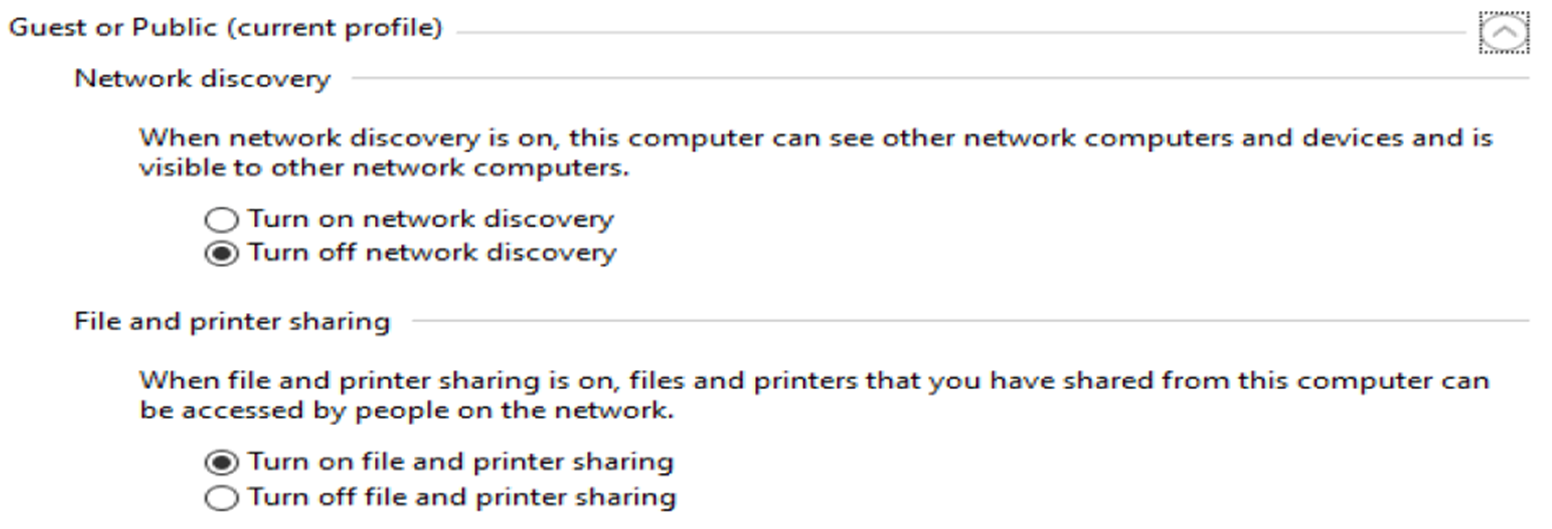 Guest or Public (current profile)
Network discovery
When network discovery is on, this computer can see other network computers and devices and is
visible to other network computers.
Turn on network discovery
Turn off network discovery
File and printer sharing
When file and printer sharing is on, files and printers that you have shared from this computer can
be accessed by people on the network.
Turn on file and printer sharing
Turn off file and printer sharing